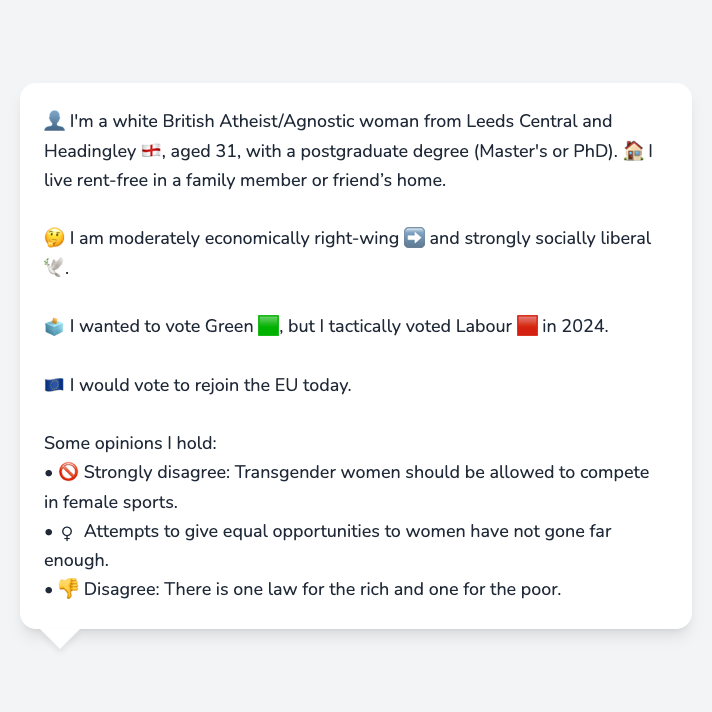 👤 I'm a white British Atheist/Agnostic woman from Leeds Central and
Headingley 🏴󠁧󠁢󠁥󠁮󠁧󠁿, aged 31, with a postgraduate degree (Master's or PhD). 🏠 I
live rent-free in a family member or friend’s home.
🤔 I am moderately economically right-wing ➡️ and strongly socially liberal
🕊️.
🗳️ I wanted to vote Green 🟩, but I tactically voted Labour 🟥 in 2024.
🇪🇺 I would vote to rejoin the EU today.
Some opinions I hold:
• 🚫 Strongly disagree: Transgender women should be allowed to compete
in female sports.
• ♀ Attempts to give equal opportunities to women have not gone far
enough.
• 👎 Disagree: There is one law for the rich and one for the poor.